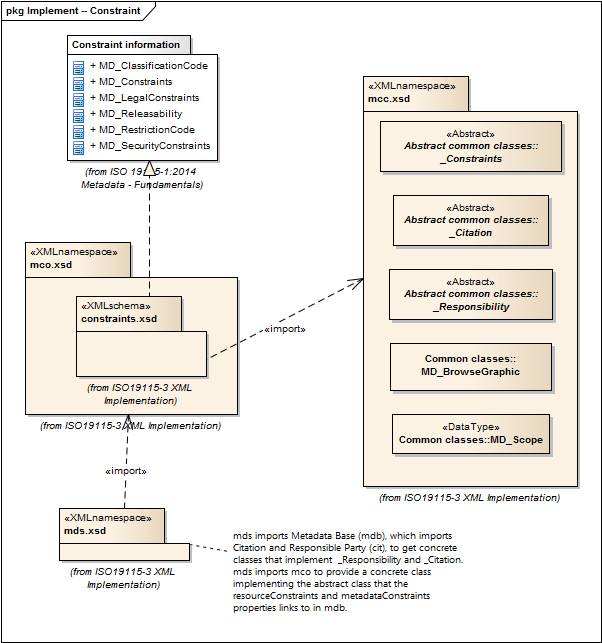 pkg Implement -- Constraint
Constraint information
+ MD_ClassificationCode
+ MD_Constraints
+ MD_LegalConstraints
+ MD_Releasability
+ MD_RestrictionCode
+ MD_SecurityConstraints
(from ISO 19115-1:2014
Metadata - Fundamentals)
«XMLnamespace»
mcc.xsd
«Abstract»
Abstract common classes::
_Constraints
«Abstract»
Abstract common classes::
_Citation
«Abstract»
Abstract common classes::
_Responsibility
Common classes::
MD_BrowseGraphic
«DataType»
Common classes::MD_Scope
(from ISO19115-3 XML Implementation)
«XMLnamespace»
mco.xsd
«XMLschema»
constraints.xsd
(from ISO19115-3 XML
Implementation)
(from ISO19115-3 XML Implementation)
«import»
«import»
«XMLnamespace»
mds.xsd
(from ISO19115-3 XML
Implementation)
mds imports Metadata Base (mdb), which imports
Citation and Responsible Party (cit), to get concrete
classes that implement _Responsibility and _Citation.
mds imports mco to provide a concrete class
implementing the abstract class that the
resourceConstraints and metadataConstraints
properties links to in mdb.